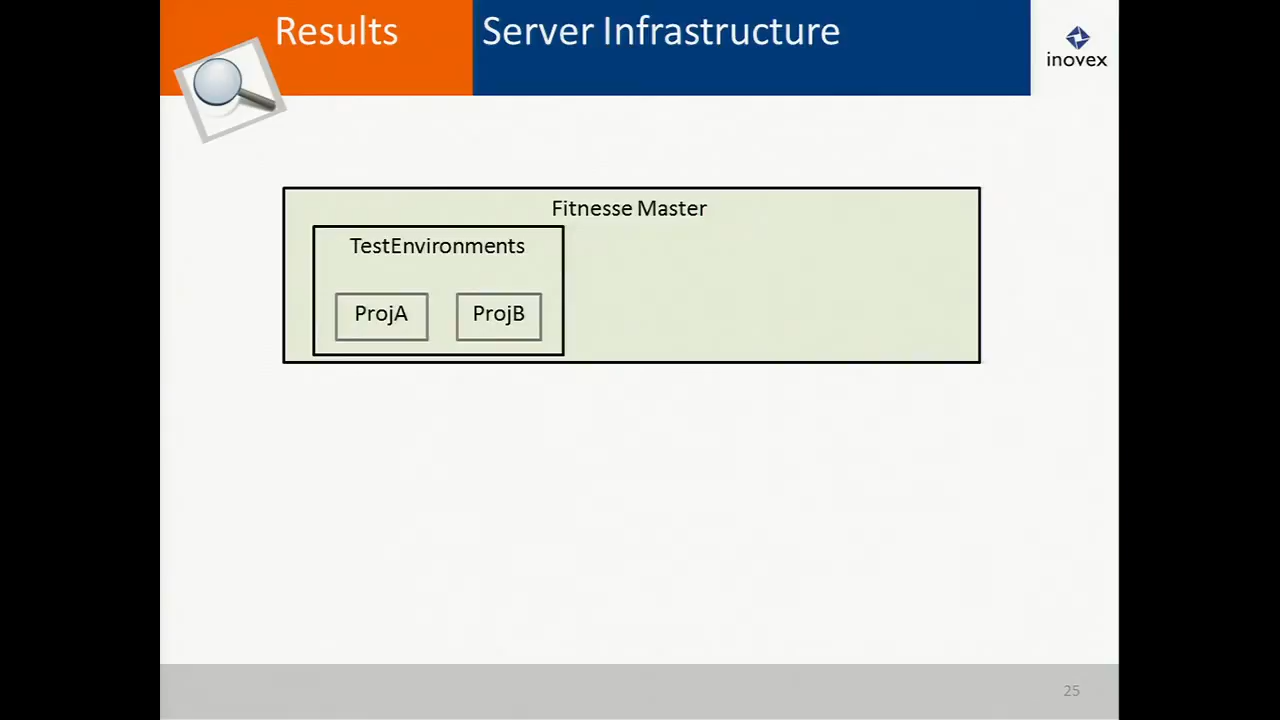 Results
Server Infrastructure
inovex
Fitnesse Master
TestEnvironments
ProjA
ProjB
25